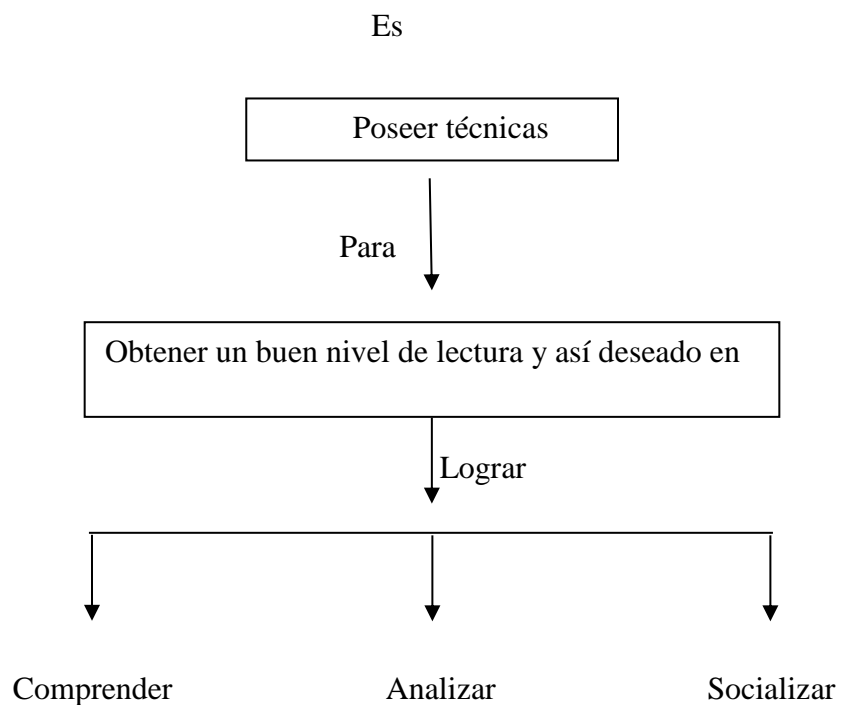 Es
Poseer técnicas
Para
Obtener un buen nivel de lectura y así deseado en
Lograr
Comprender Analizar Socializar